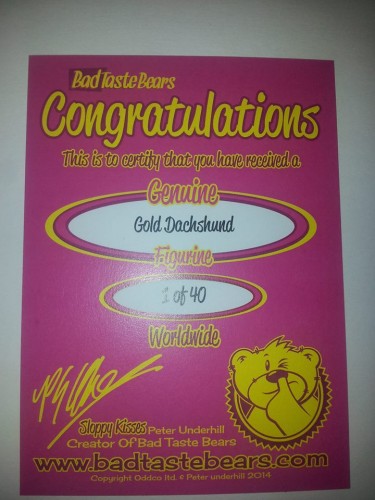 Bad Taste Bears
Congratulations
This is to certify that you have received a
Genuine
Gold Dachshund
Figurine
1 of 40
Worldwide
Sloppy Kisses Peter Underhill
Creator Of Bad Taste Bears
www.badtastebears.com
Copyright Oddco ltd. & Peter underhill 2014